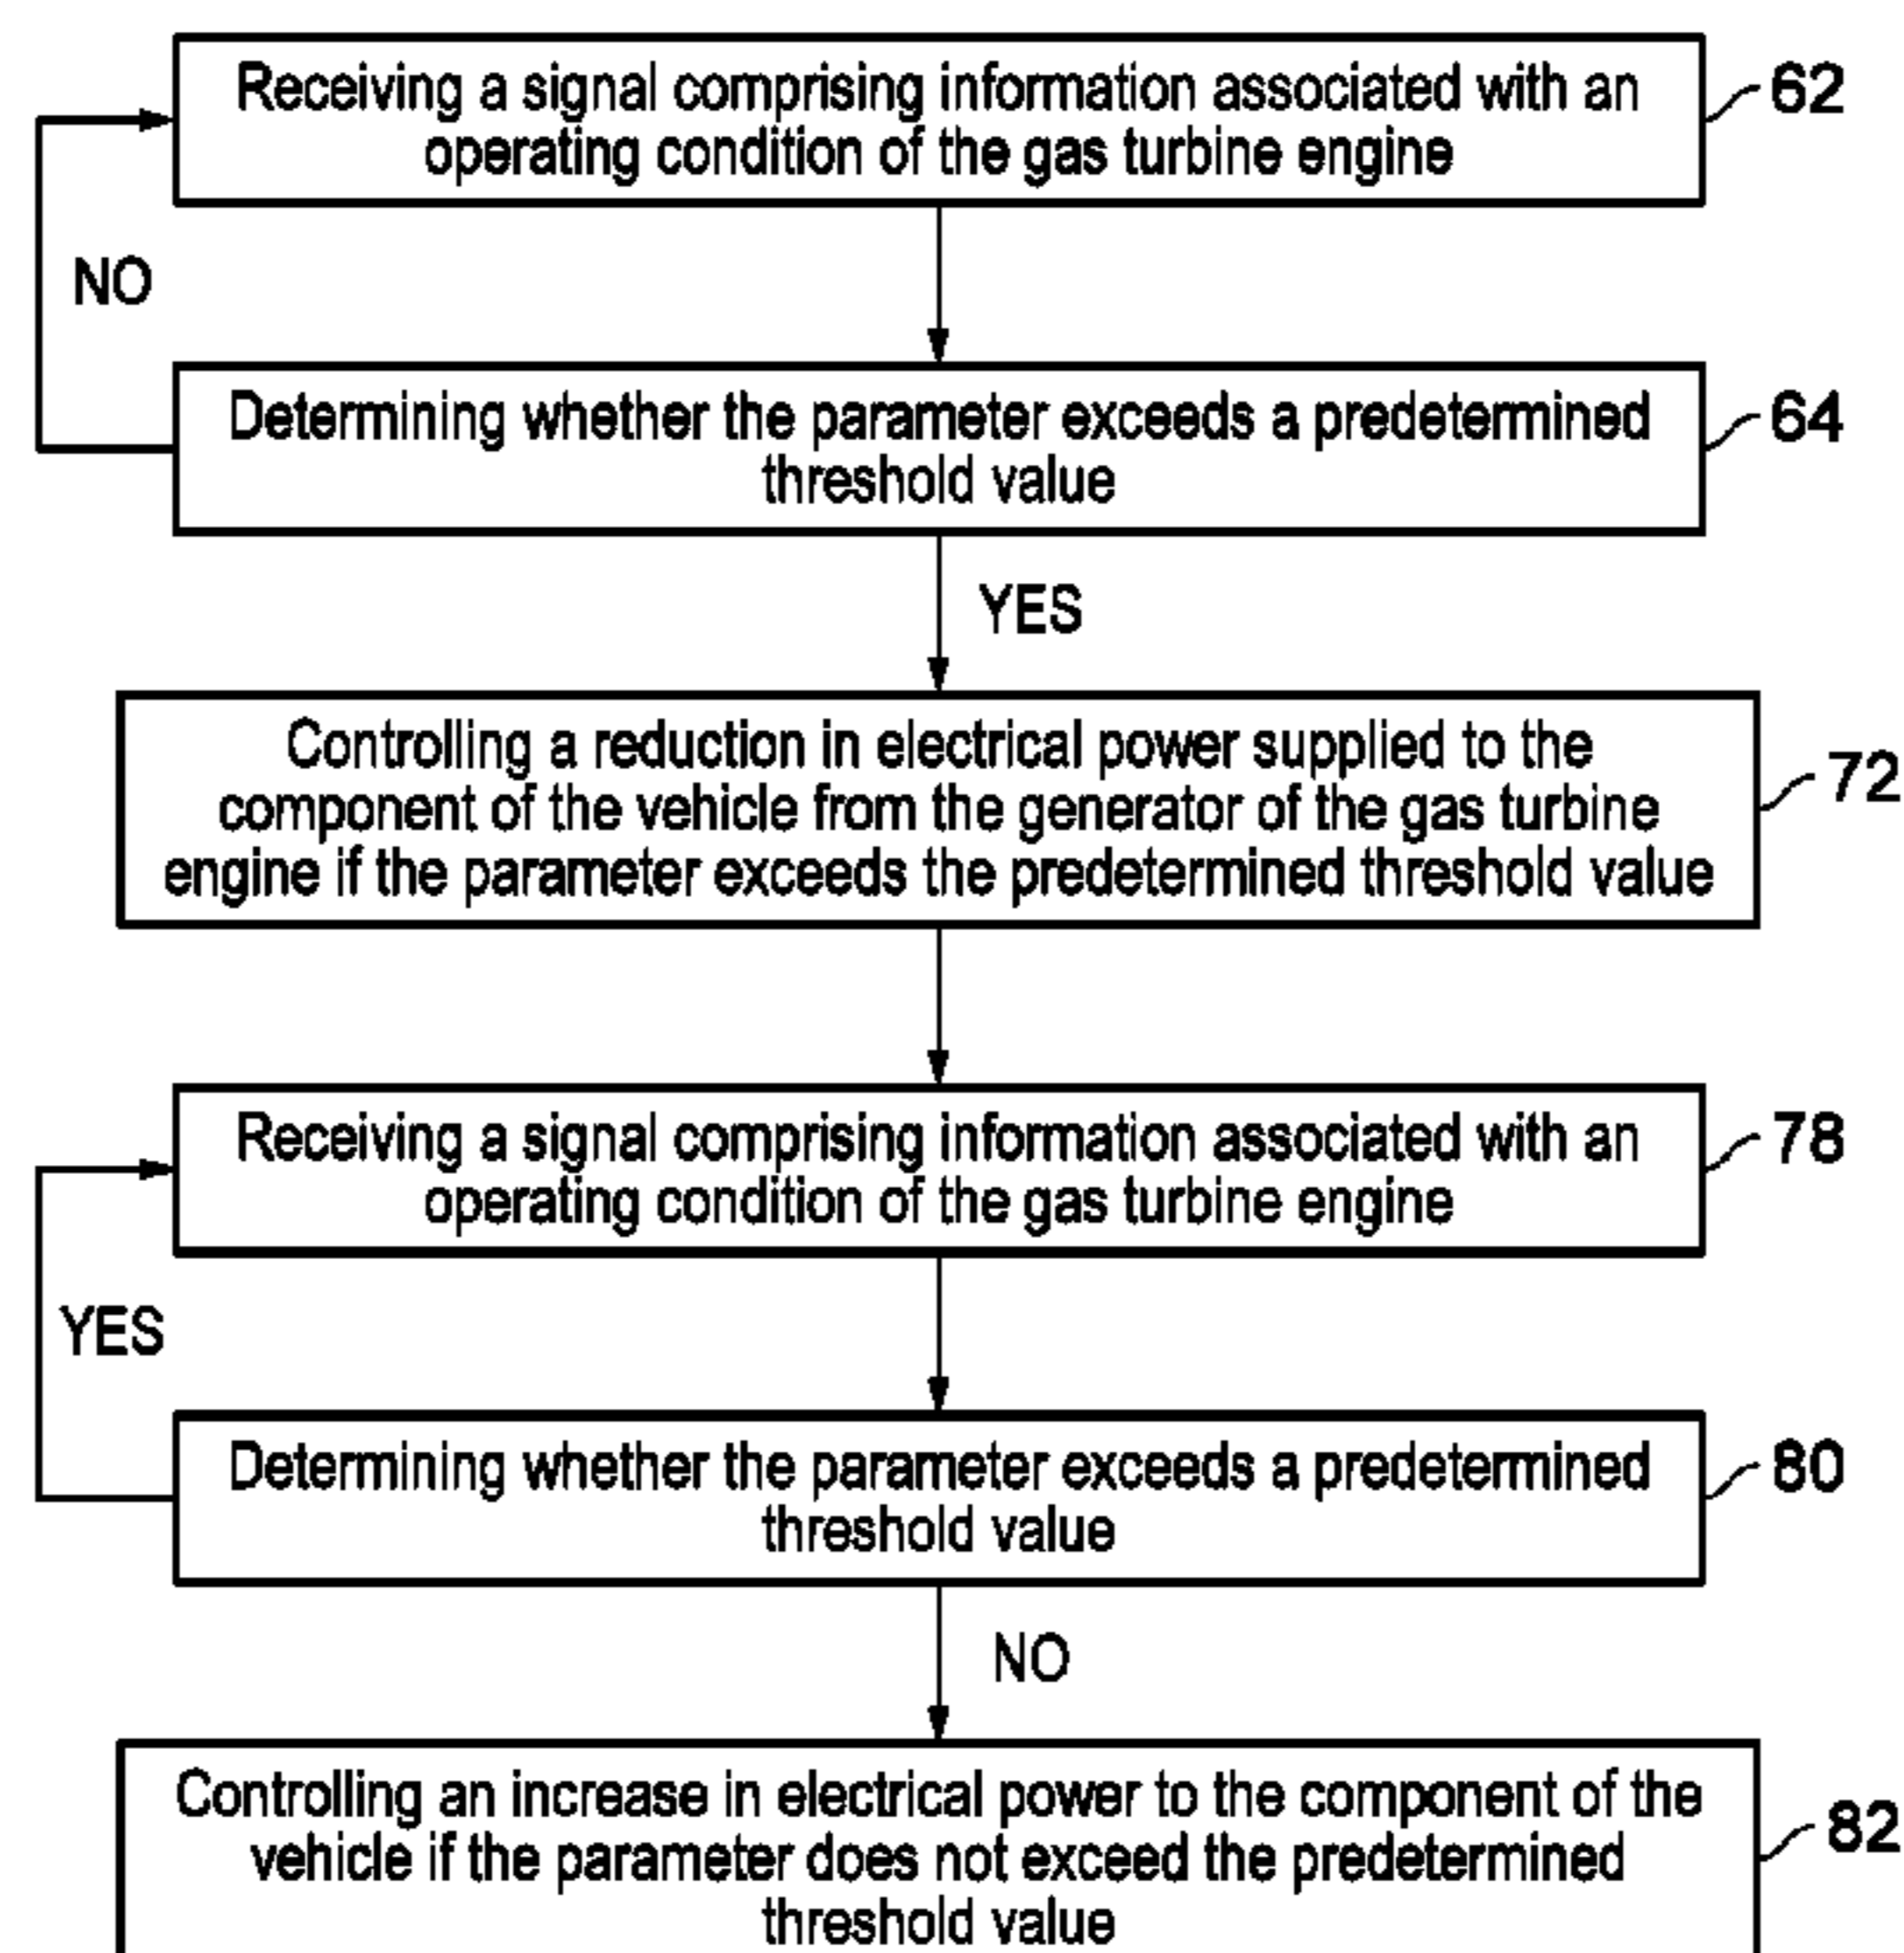 Receiving a signal comprising information associated with an
operating condition of the gas turbine engine
62
NO
Determining whether the parameter exceeds a predetermined
threshold value
64
YES
Controlling a reduction in electrical power supplied to the
component of the vehicle from the generator of the gas turbine
engine if the parameter exceeds the predetermined threshold value
72
Receiving a signal comprising information associated with an
operating condition of the gas turbine engine
78
YES
Determining whether the parameter exceeds a predetermined
threshold value
80
NO
Controlling an increase in electrical power to the component of the
vehicle if the parameter does not exceed the predetermined
threshold value
82